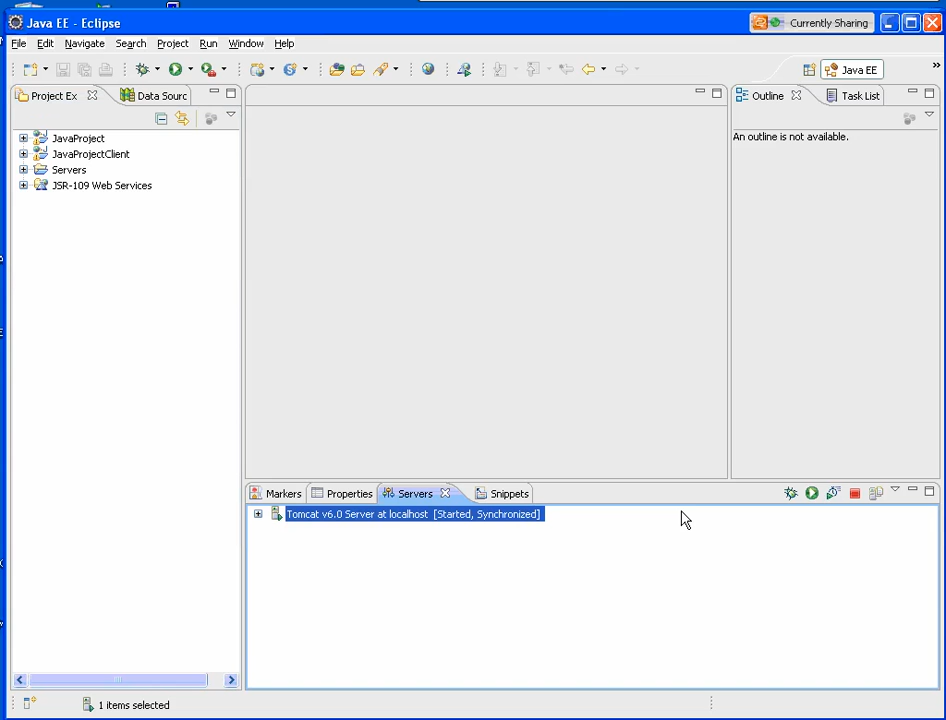 Java EE - Eclipse
Currently Sharing
File Edit Navigate Search Project Run Window Help
Java EE
Project Ex
Data Sourc
Outline
Task List
An outline is not available.
JavaProject
JavaProjectClient
Servers
JSR-109 Web Services
Markers
Properties
Servers
Snippets
Tomcat v6.0 Server at localhost [Started, Synchronized]
1 items selected